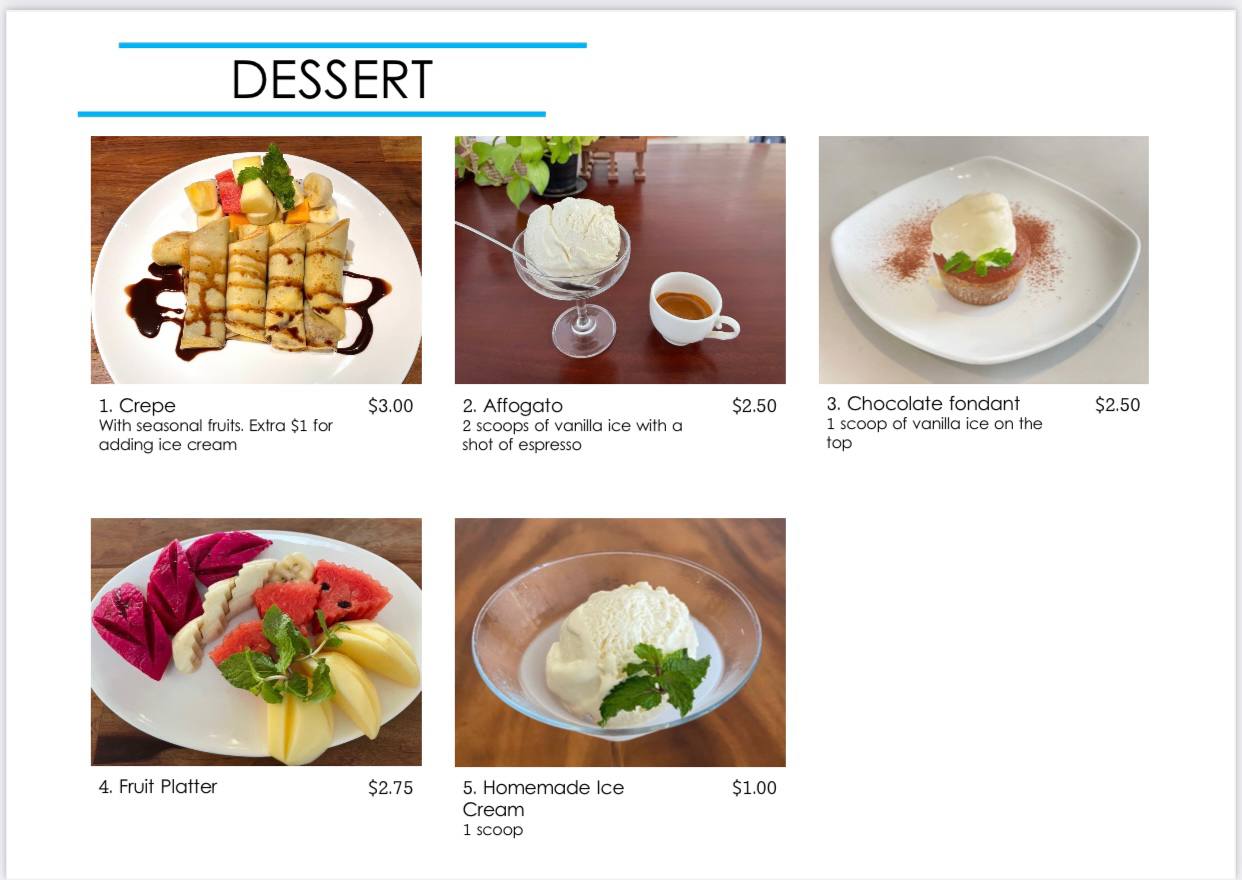 DESSERT
1. Crepe $3.00
With seasonal fruits. Extra $1 for
adding ice cream
2. Affogato $2.50
2 scoops of vanilla ice with a
shot of espresso
3. Chocolate fondant $2.50
1 scoop of vanilla ice on the
top
4. Fruit Platter $2.75
5. Homemade Ice $1.00
Cream
1 scoop